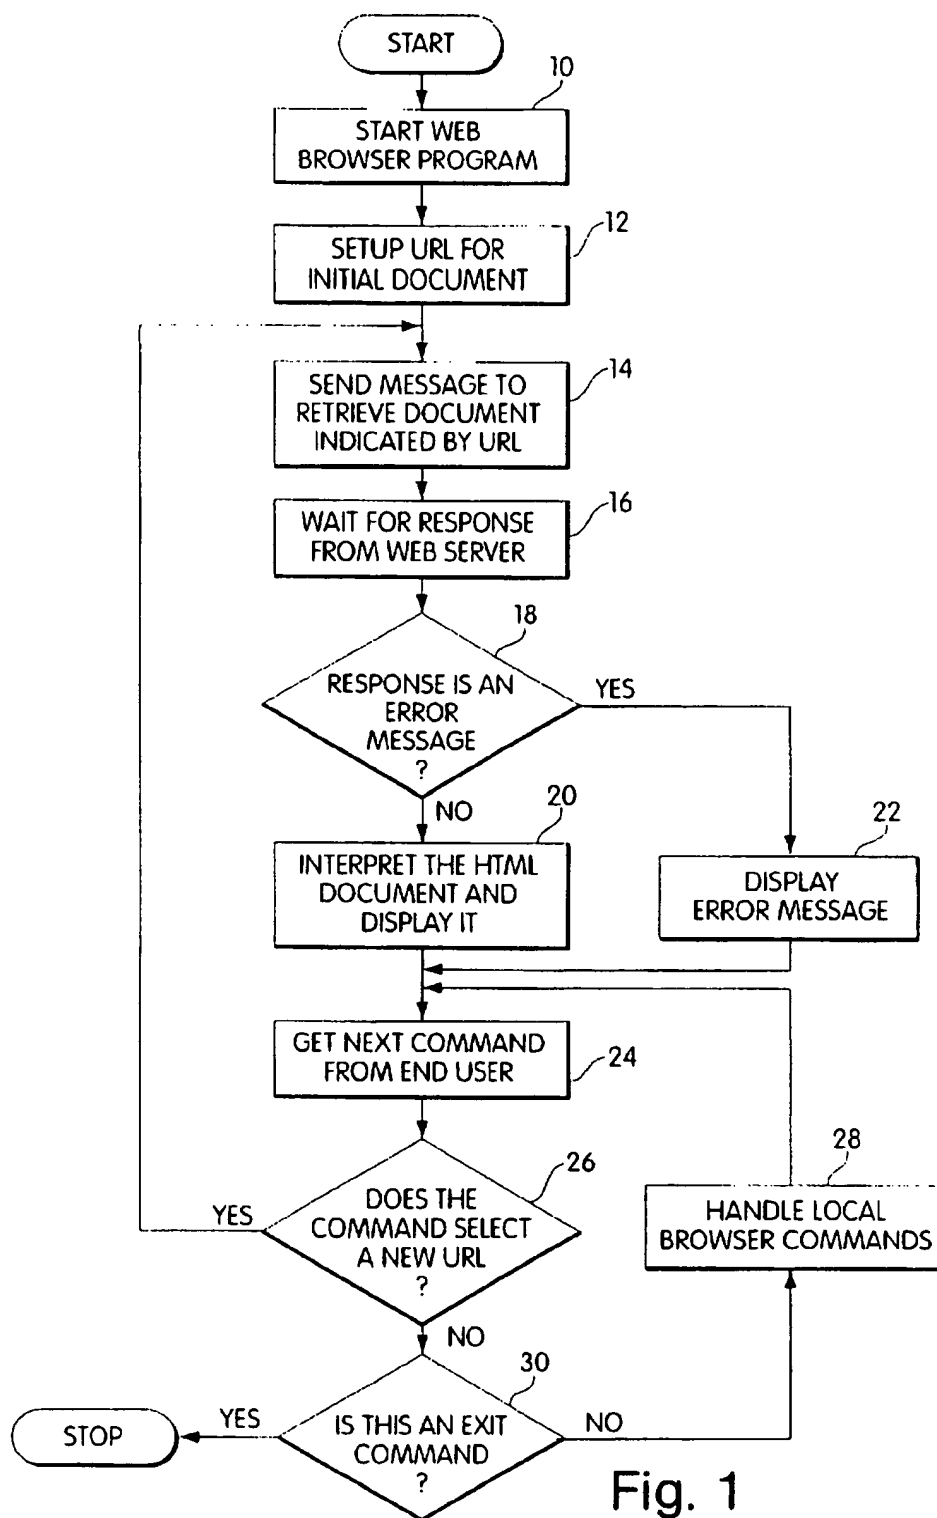 START
10
START WEB
BROWSER PROGRAM
12
SETUP URL FOR
INITIAL DOCUMENT
14
SEND MESSAGE TO
RETRIEVE DOCUMENT
INDICATED BY URL
16
WAIT FOR RESPONSE
FROM WEB SERVER
18
RESPONSE IS AN
ERROR
MESSAGE
?
YES
NO
20
INTERPRET THE HTML
DOCUMENT AND
DISPLAY IT
22
DISPLAY
ERROR MESSAGE
GET NEXT COMMAND
FROM END USER
24
26
DOES THE
COMMAND SELECT
A NEW URL
?
YES
NO
28
HANDLE LOCAL
BROWSER COMMANDS
30
IS THIS AN EXIT
COMMAND
?
YES
NO
STOP
Fig. 1